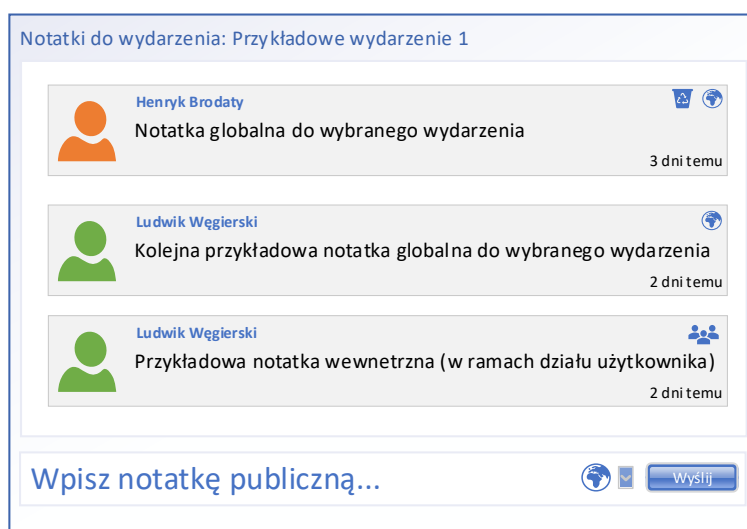 Notatki do wydarzenia: Przykładowe wydarzenie 1
Henryk Brodaty
Notatka globalna do wybranego wydarzenia
3 dni temu
Ludwik Węgierski
Kolejna przykładowa notatka globalna do wybranego wydarzenia
2 dni temu
Ludwik Węgierski
Przykładowa notatka wewnetrzna (w ramach działu użytkownika)
2 dni temu
Wpisz notatkę publiczną...
Wyślij